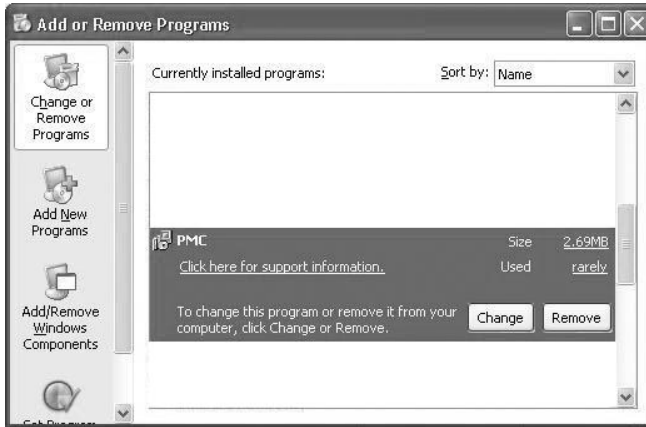 Add or Remove Programs
Change or
Remove
Programs
Add New
Programs
Add/Remove
Windows
Components
Currently installed programs:
Sort by: Name
PMC
Size 2.69MB
Click here for support information.
Used rarely
To change this program or remove it from your
computer, click Change or Remove.
Change Remove